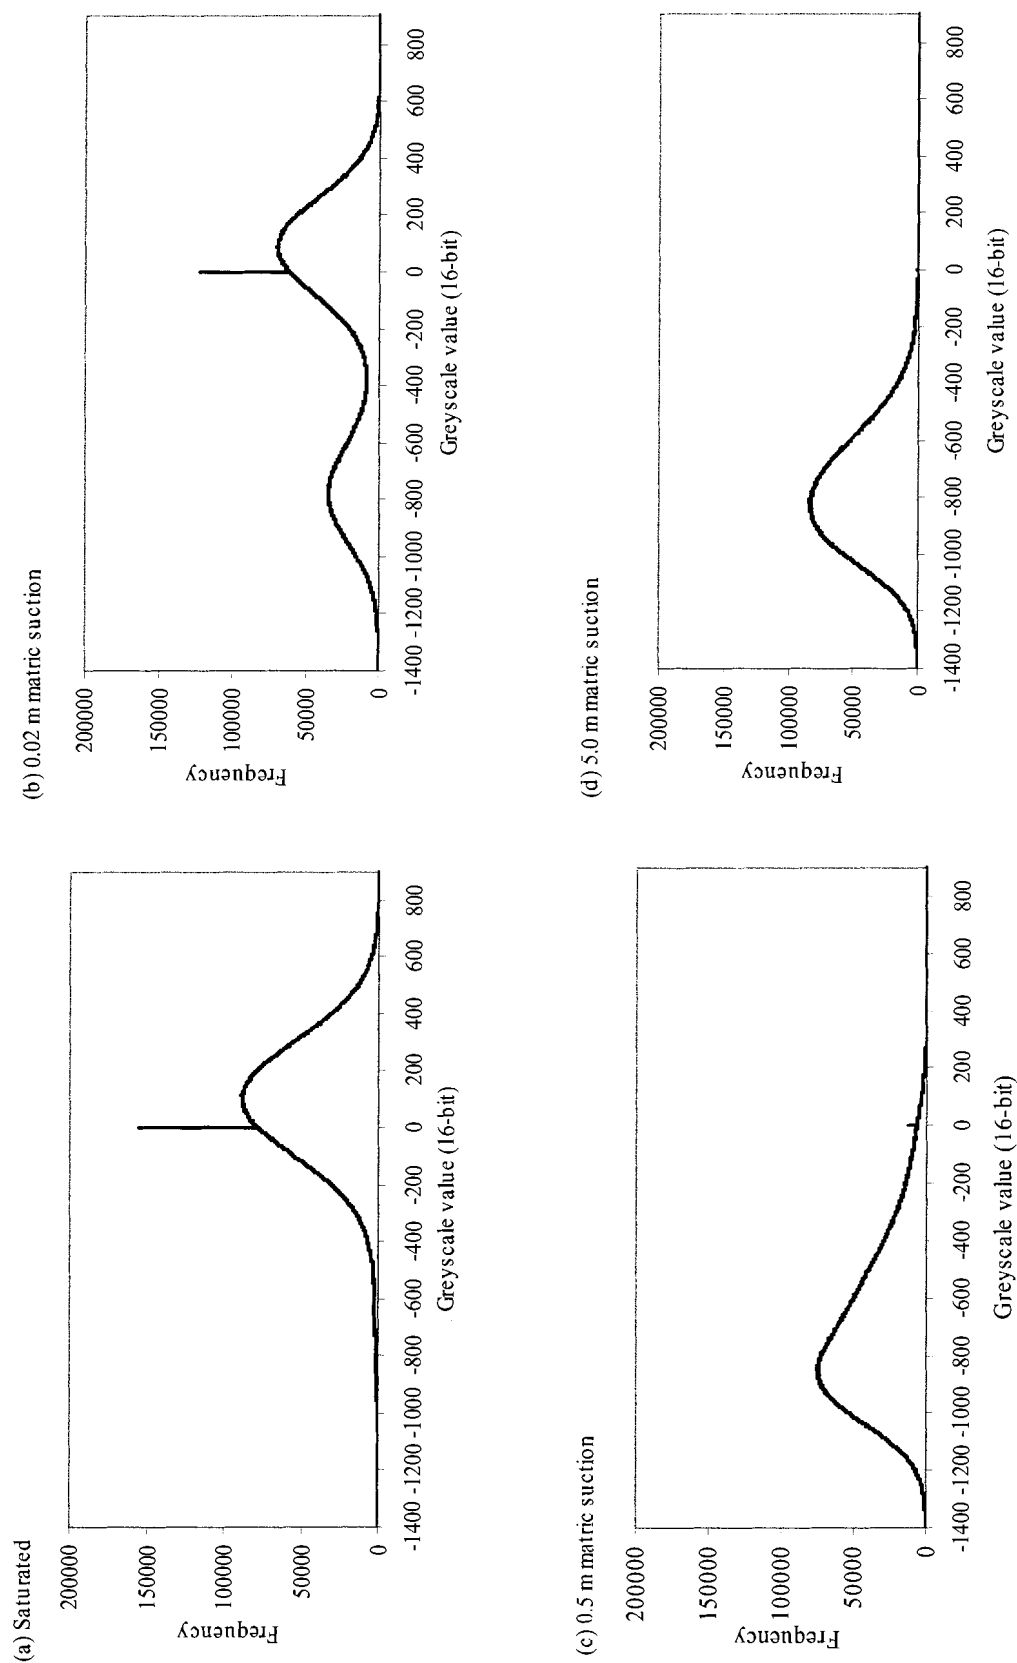 (a) Saturated
200000
150000
100000
50000
0
Frequency
-1400 -1200 -1000 -800 -600 -400 -200 0 200 400 600 800
Greyscale value (16-bit)
(b) 0.02 m matric suction
200000
150000
100000
50000
0
Frequency
-1400 -1200 -1000 -800 -600 -400 -200 0 200 400 600 800
Greyscale value (16-bit)
(c) 0.5 m matric suction
200000
150000
100000
50000
0
Frequency
-1400 -1200 -1000 -800 -600 -400 -200 0 200 400 600 800
Greyscale value (16-bit)
(d) 5.0 m matric suction
200000
150000
100000
50000
0
Frequency
-1400 -1200 -1000 -800 -600 -400 -200 0 200 400 600 800
Greyscale value (16-bit)